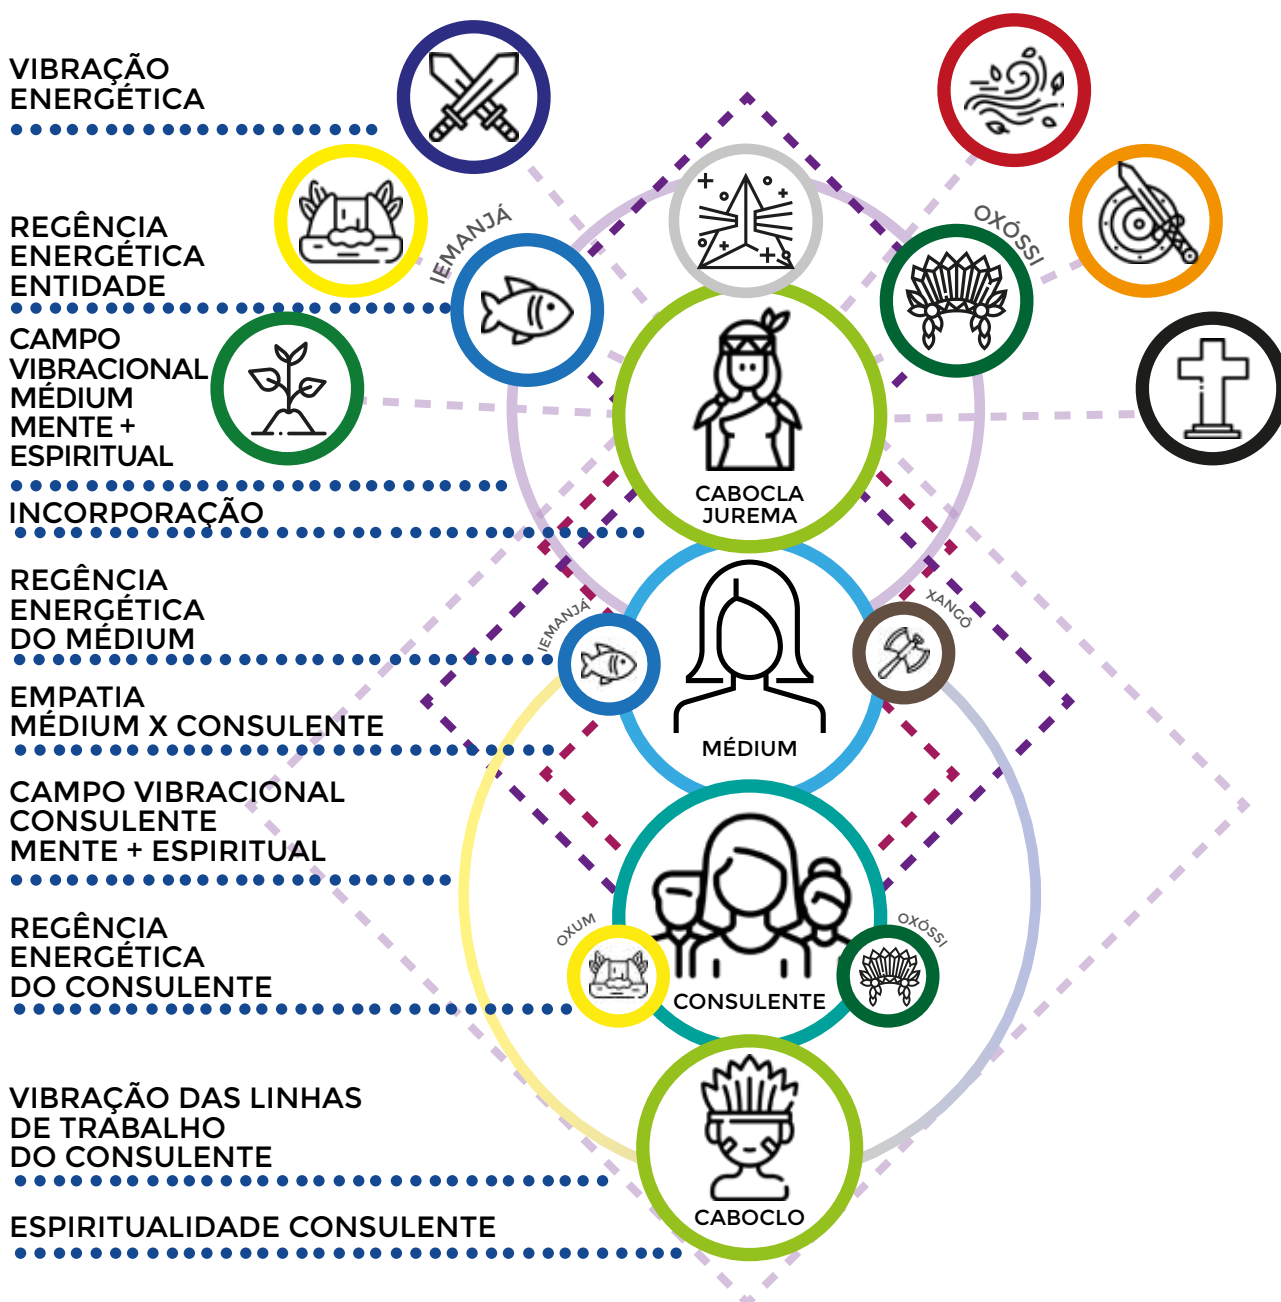 VIBRAÇÃO
ENERGÉTICA
REGÊNCIA
ENERGÉTICA
ENTIDADE
IEMANJÁ
OXÓSSI
CAMPO
VIBRACIONAL
MÉDIUM
MENTE +
ESPIRITUAL
CABOCLA
JUREMA
INCORPORAÇÃO
REGÊNCIA
ENERGÉTICA
DO MÉDIUM
IEMANJÁ
XANGÔ
EMPATIA
MÉDIUM X CONSULENTE
MÉDIUM
CAMPO VIBRACIONAL
CONSULENTE
MENTE + ESPIRITUAL
REGÊNCIA
ENERGÉTICA
DO CONSULENTE
OXUM
OXÓSSI
CONSULENTE
VIBRAÇÃO DAS LINHAS
DE TRABALHO
DO CONSULENTE
ESPIRITUALIDADE CONSULENTE
CABOCLO